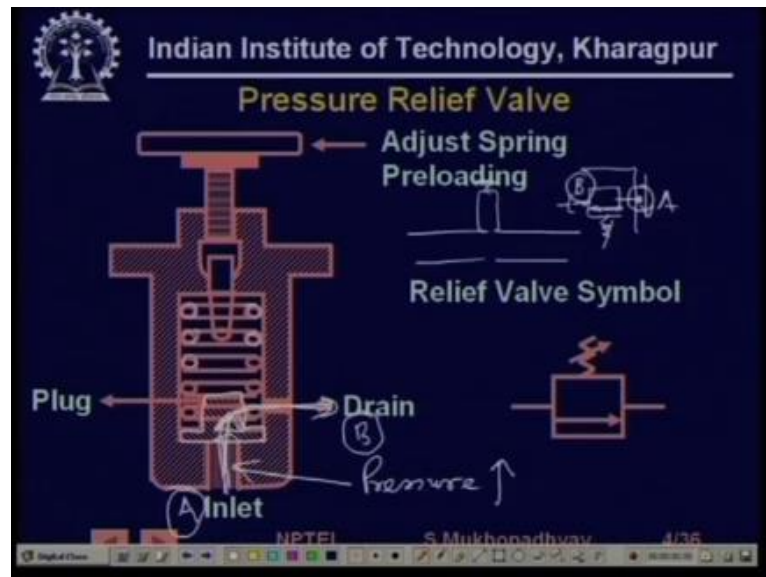 Indian Institute of Technology, Kharagpur
Pressure Relief Valve
Adjust Spring
Preloading
B
A
Relief Valve Symbol
Plug
Drain
B
Pressure ↑
A Inlet
NPTEL S.Mukhopadhyay 4/36